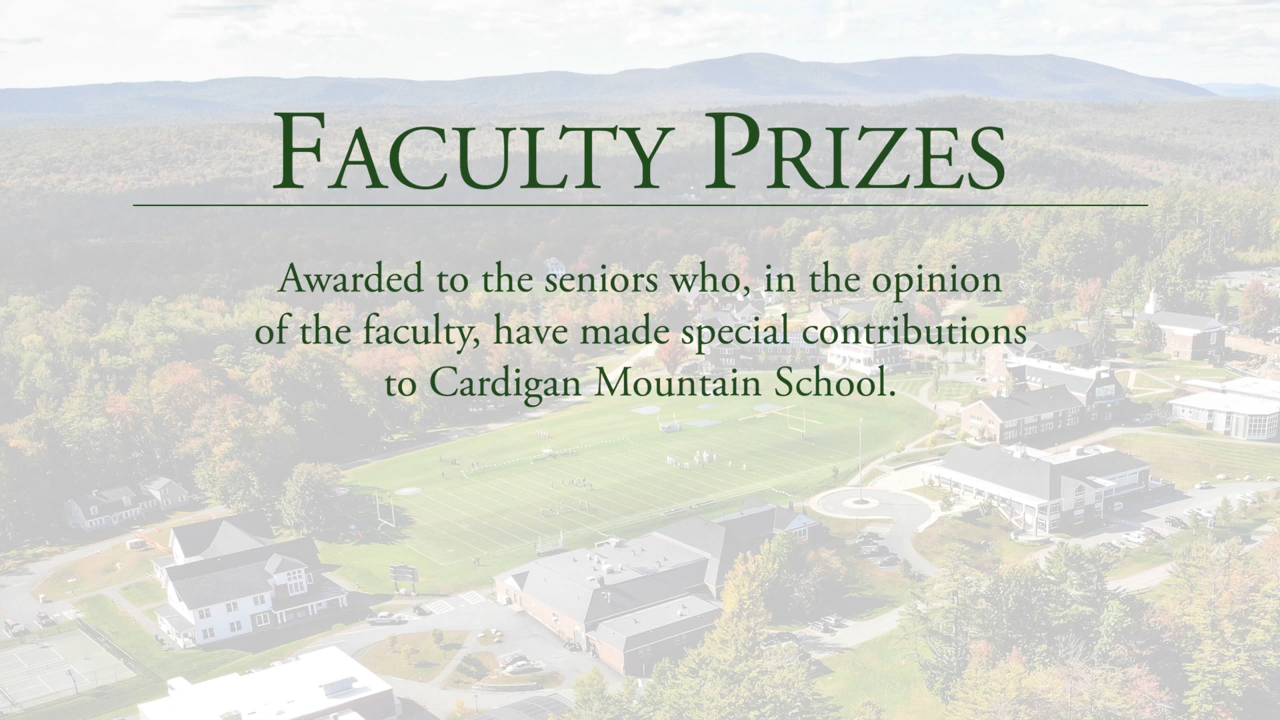 FACULTY PRIZES
Awarded to the seniors who, in the opinion
of the faculty, have made special contributions
to Cardigan Mountain School.